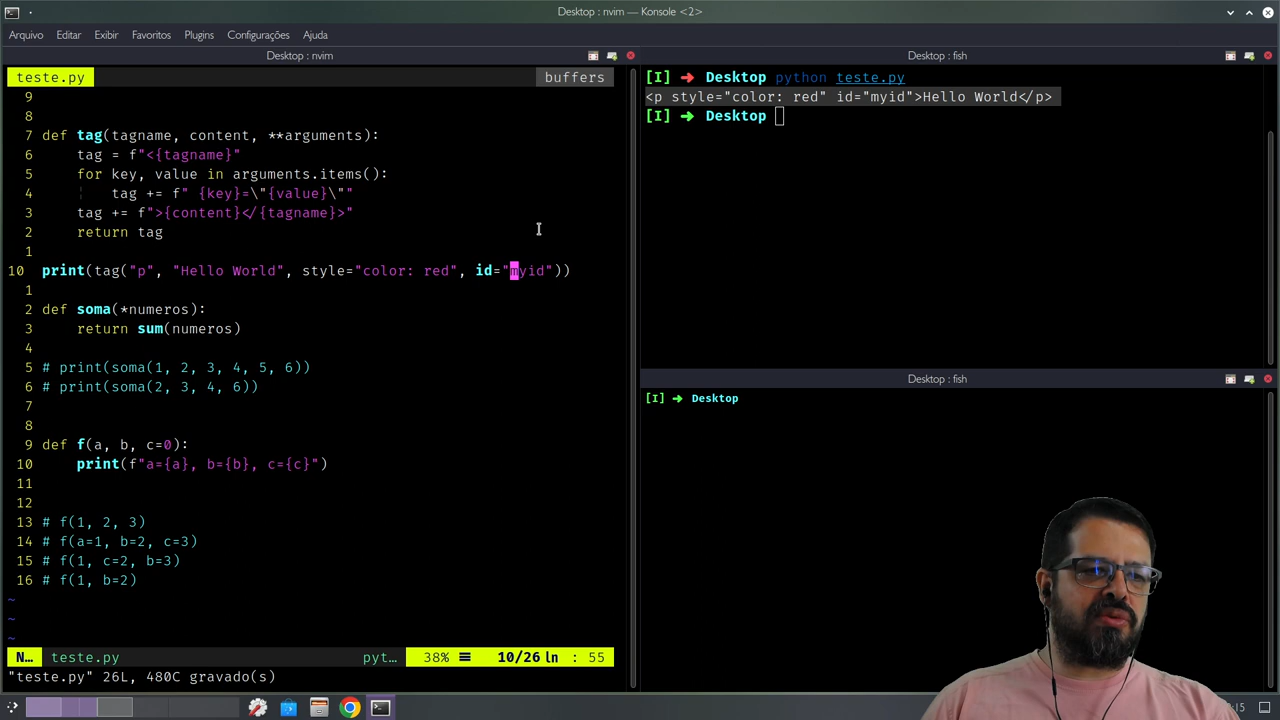 Desktop : nvim — Konsole <2>
Arquivo Editar Exibir Favoritos Plugins Configurações Ajuda
Desktop : nvim
teste.py buffers
9
8
7 def tag(tagname, content, **arguments):
6 tag = f"<{tagname}"
5 for key, value in arguments.items():
4 tag += f" {key}=\"{value}\""
3 tag += f">{content}</{tagname}>"
2 return tag
1
10 print(tag("p", "Hello World", style="color: red", id="myid"))
1
2 def soma(*numeros):
3 return sum(numeros)
4
5 # print(soma(1, 2, 3, 4, 5, 6))
6 # print(soma(2, 3, 4, 6))
7
8
9 def f(a, b, c=0):
10 print(f"a={a}, b={b}, c={c}")
11
12
13 # f(1, 2, 3)
14 # f(a=1, b=2, c=3)
15 # f(1, c=2, b=3)
16 # f(1, b=2)
~
~
~
N… teste.py pyt… 38% ☰ 10/26 ln : 55
"teste.py" 26L, 480C gravado(s)
Desktop : fish
[I] ➜ Desktop python teste.py
<p style="color: red" id="myid">Hello World</p>
[I] ➜ Desktop
Desktop : fish
[I] ➜ Desktop